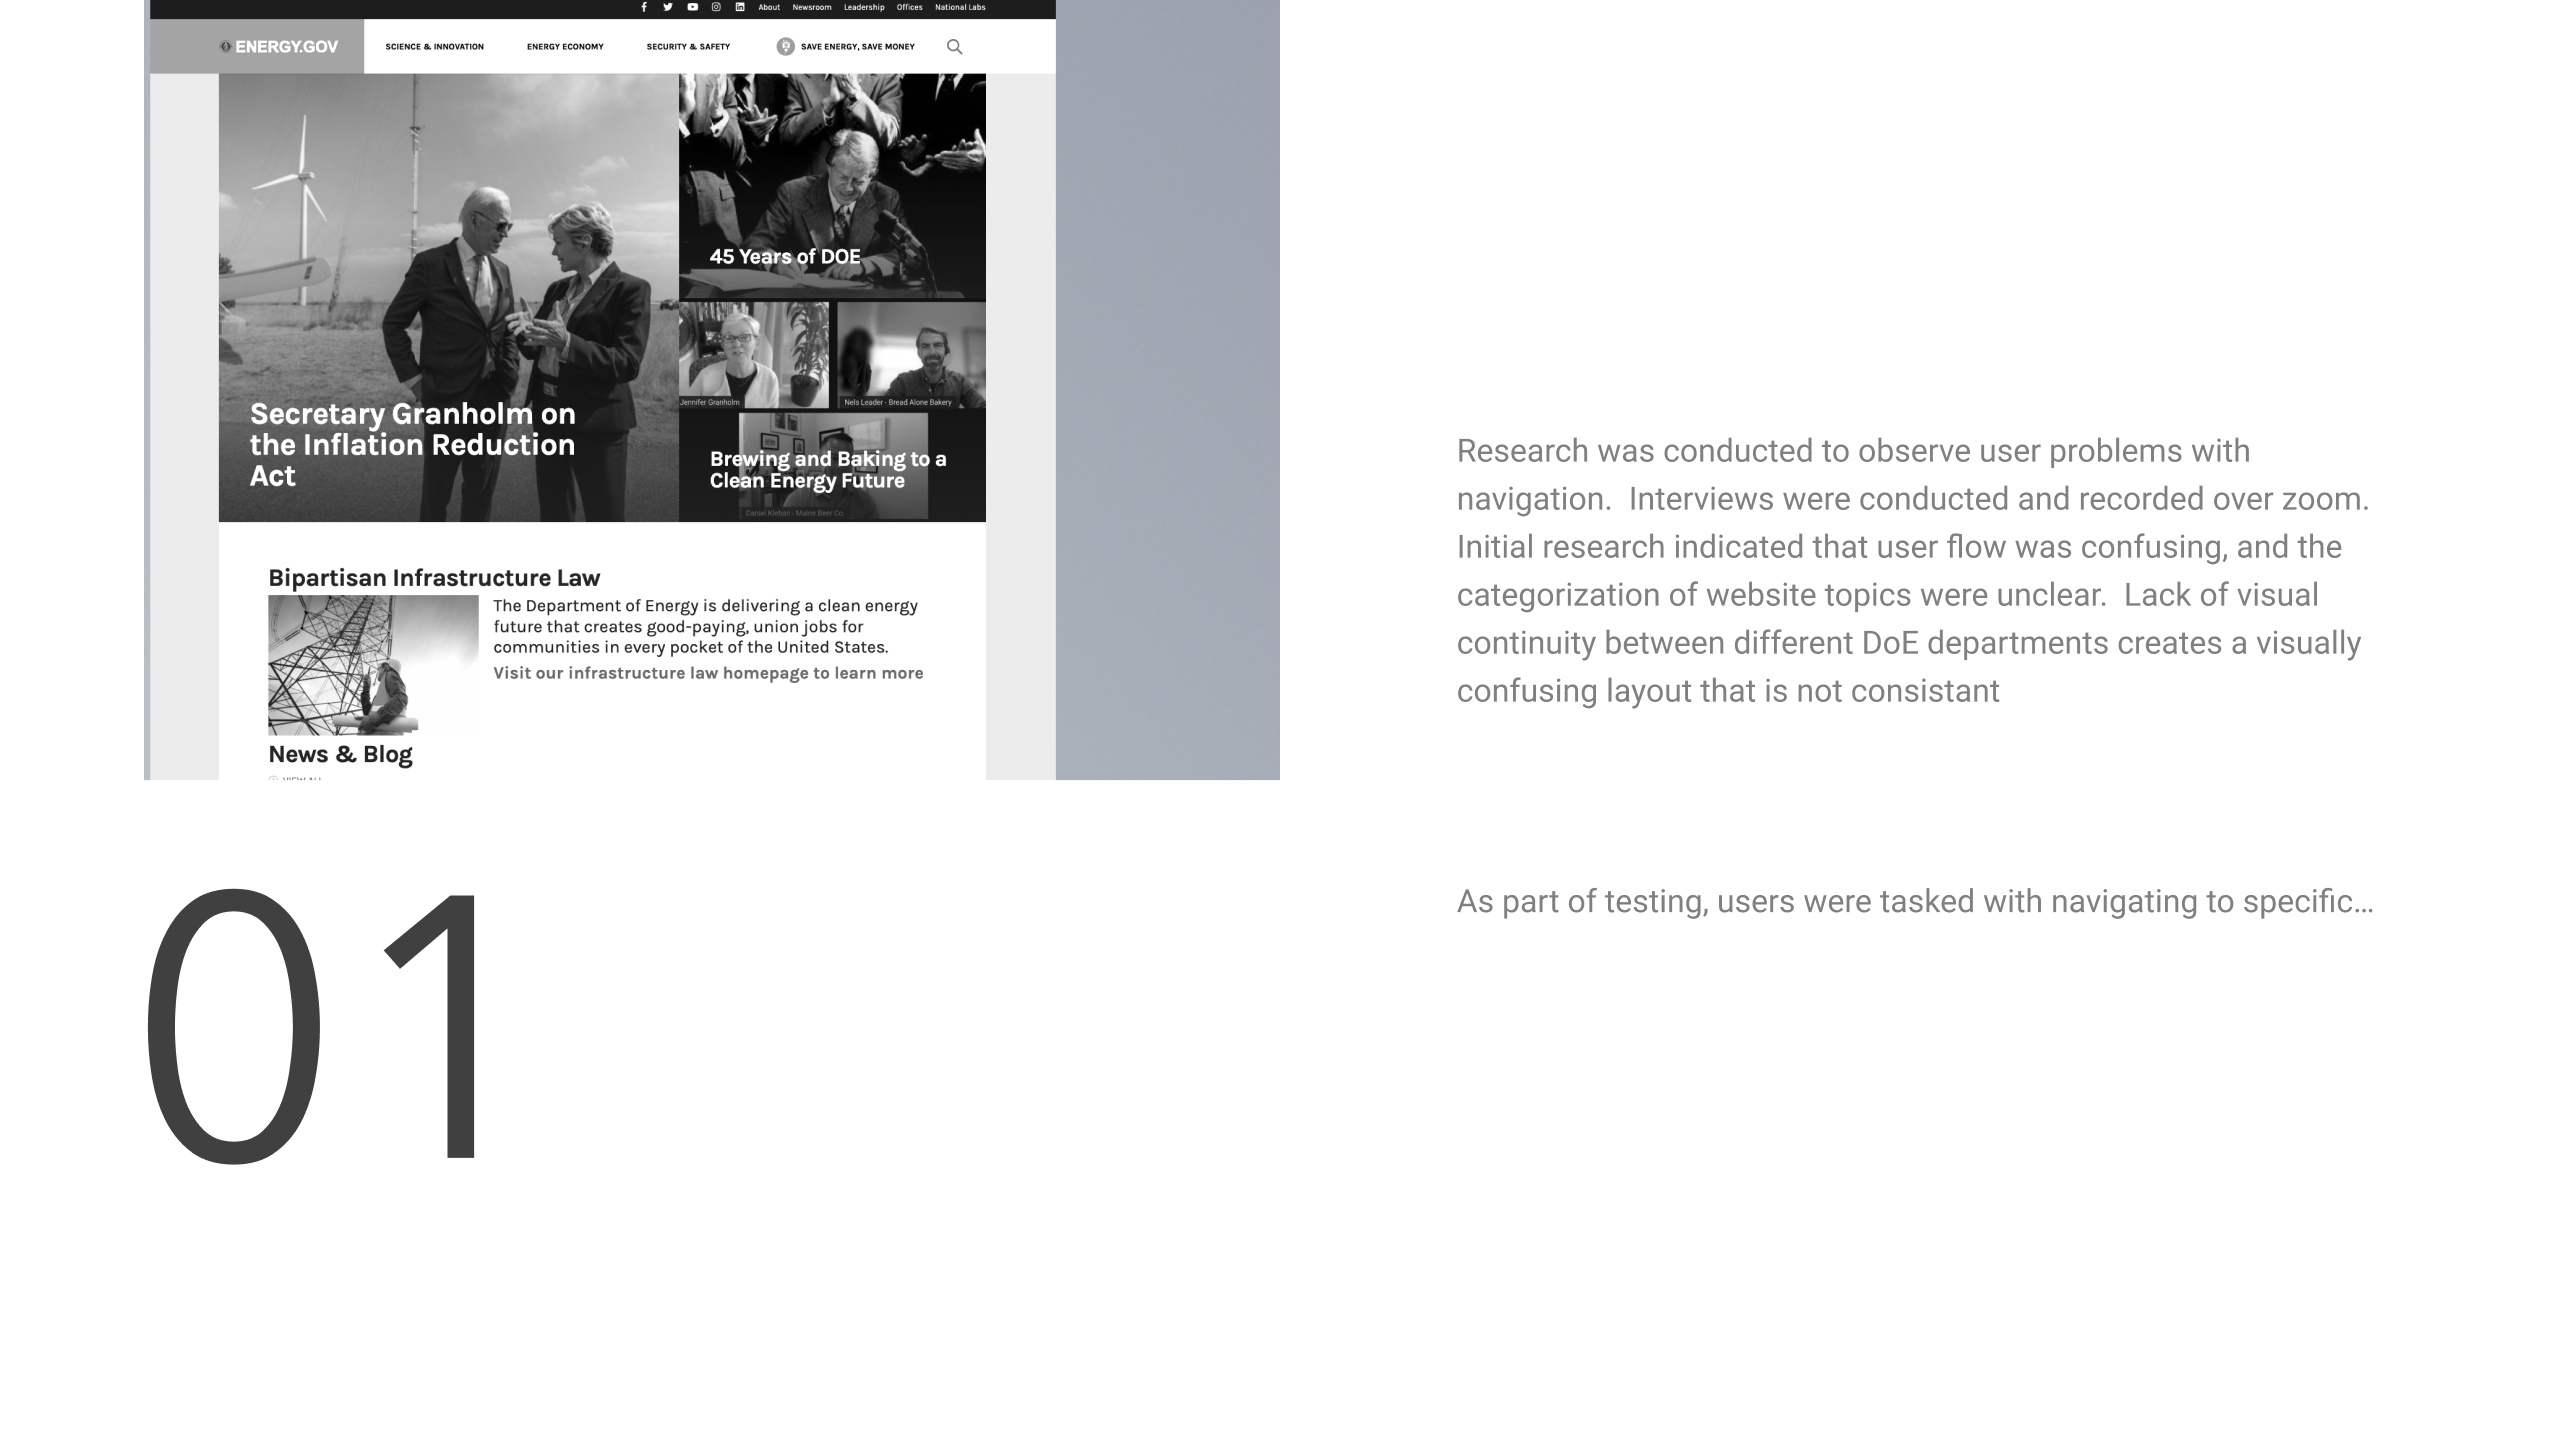 About Newsroom Leadership Offices National Labs
ENERGY.GOV
SCIENCE & INNOVATION
ENERGY ECONOMY
SECURITY & SAFETY
SAVE ENERGY, SAVE MONEY
Secretary Granholm on
the Inflation Reduction
Act
45 Years of DOE
Jennifer Granholm
Nels Leader - Bread Alone Bakery
Brewing and Baking to a
Clean Energy Future
Daniel Kleban - Maine Beer Co.
Bipartisan Infrastructure Law
The Department of Energy is delivering a clean energy
future that creates good-paying, union jobs for
communities in every pocket of the United States.
Visit our infrastructure law homepage to learn more
News & Blog
VIEW ALL
Research was conducted to observe user problems with
navigation.  Interviews were conducted and recorded over zoom.
Initial research indicated that user flow was confusing, and the
categorization of website topics were unclear.  Lack of visual
continuity between different DoE departments creates a visually
confusing layout that is not consistant
01
As part of testing, users were tasked with navigating to specific…